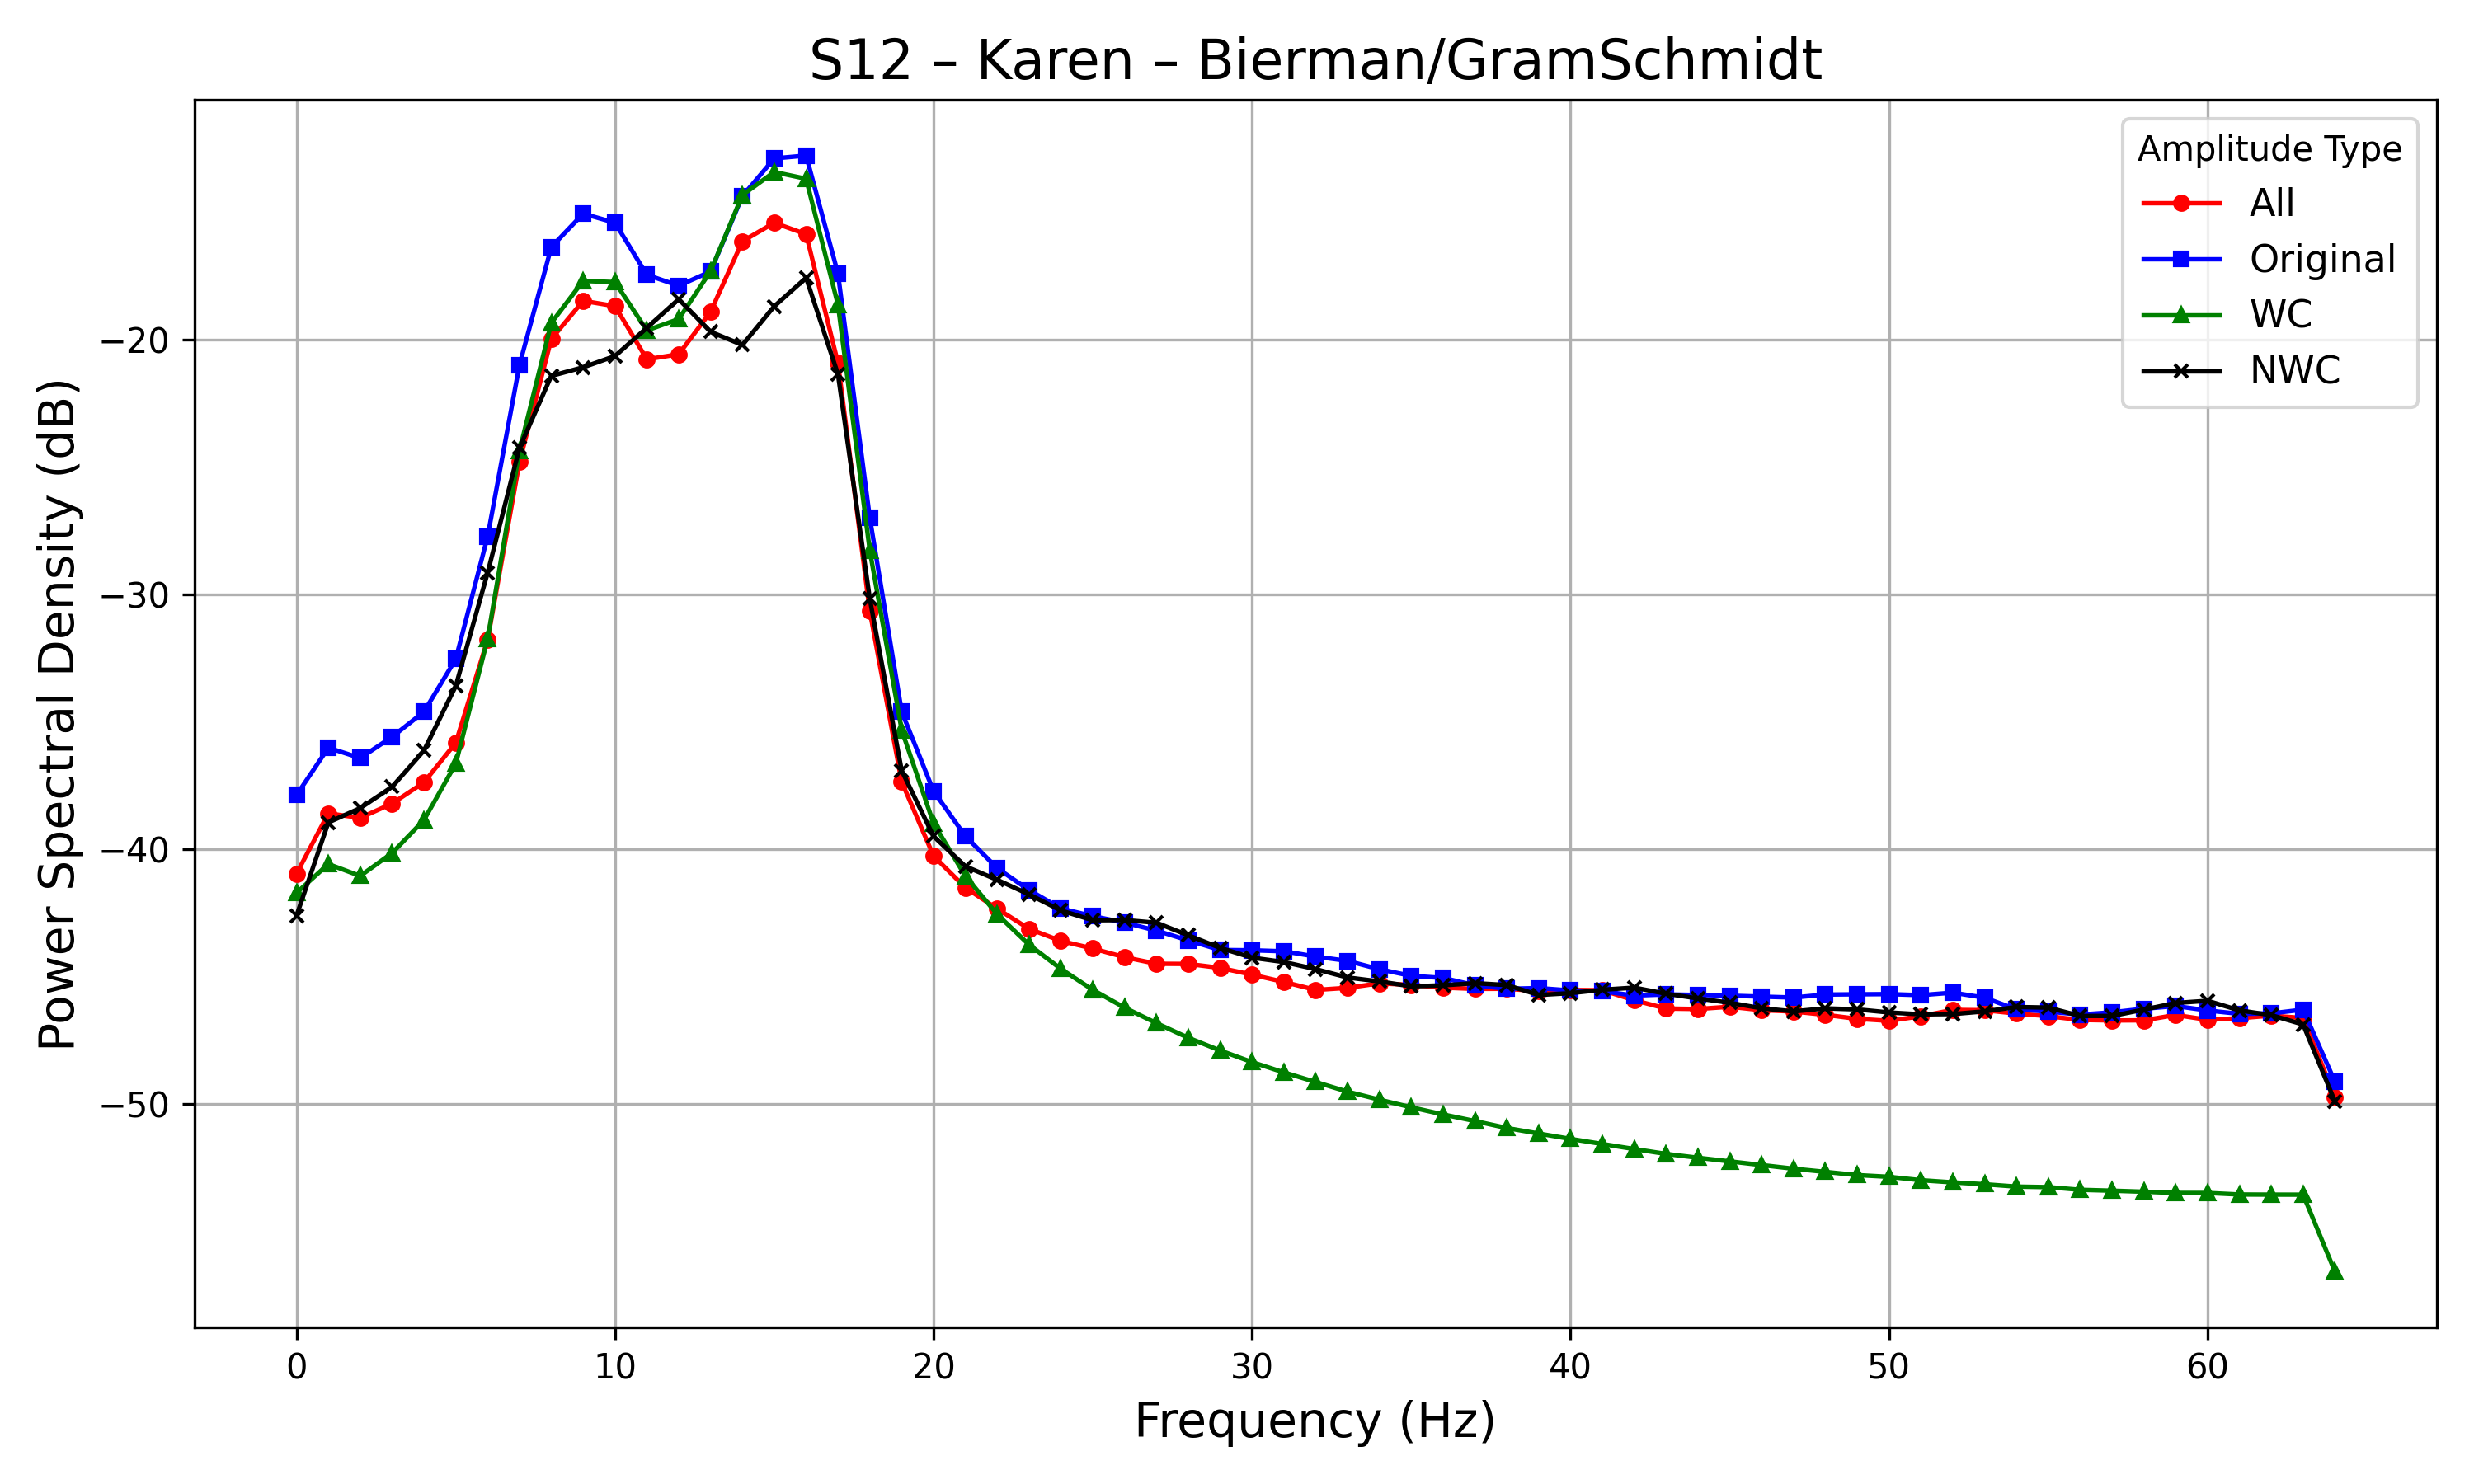 S12 – Karen – Bierman/GramSchmidt
Amplitude Type
All
Original
WC
NWC
Power Spectral Density (dB)
−20
−30
−40
−50
0 10 20 30 40 50 60
Frequency (Hz)